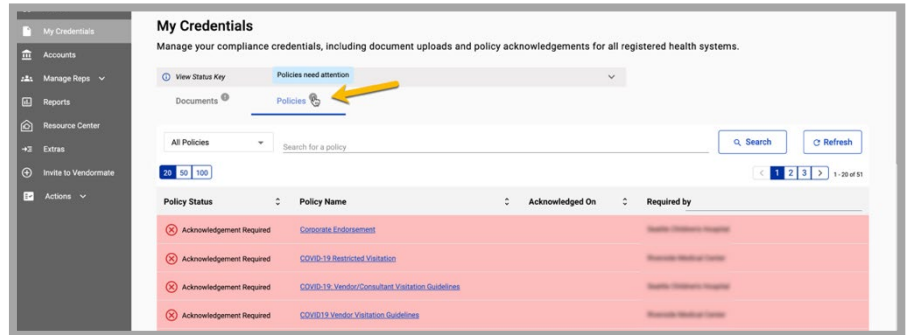 My Credentials
Accounts
Manage Reps
Reports
Resource Center
Extras
Invite to Vendormate
Actions
My Credentials
Manage your compliance credentials, including document uploads and policy acknowledgements for all registered health systems.
View Status Key
Policies need attention
Documents
Policies
All Policies
Search for a policy
Search
Refresh
20 50 100
< 1 2 3 > 1 - 20 of 51
Policy Status Policy Name Acknowledged On Required by
Acknowledgement Required Corporate Endorsement
Acknowledgement Required COVID-19 Restricted Visitation
Acknowledgement Required COVID-19: Vendor/Consultant Visitation Guidelines
Acknowledgement Required COVID19 Vendor Visitation Guidelines